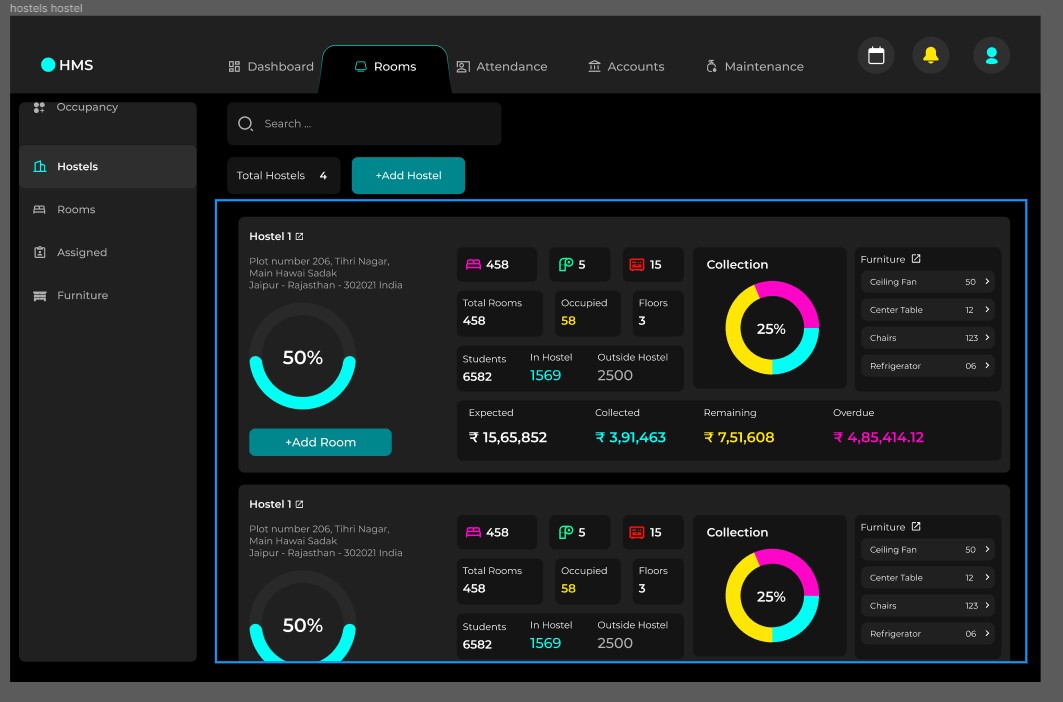 hostels hostel
HMS
Dashboard
Rooms
Attendance
Accounts
Maintenance
Occupancy
Hostels
Rooms
Assigned
Furniture
Search ...
Total Hostels 4
+Add Hostel
Hostel 1
Plot number 206, Tihri Nagar,
Main Hawai Sadak
Jaipur - Rajasthan - 302021 India
50%
+Add Room
458
5
15
Total Rooms
458
Occupied
58
Floors
3
Students
6582
In Hostel
1569
Outside Hostel
2500
Collection
25%
Furniture
Ceiling Fan 50 >
Center Table 12 >
Chairs 123 >
Refrigerator 06 >
Expected
₹ 15,65,852
Collected
₹ 3,91,463
Remaining
₹ 7,51,608
Overdue
₹ 4,85,414.12
Hostel 1
Plot number 206, Tihri Nagar,
Main Hawai Sadak
Jaipur - Rajasthan - 302021 India
50%
458
5
15
Total Rooms
458
Occupied
58
Floors
3
Students
6582
In Hostel
1569
Outside Hostel
2500
Collection
25%
Furniture
Ceiling Fan 50 >
Center Table 12 >
Chairs 123 >
Refrigerator 06 >